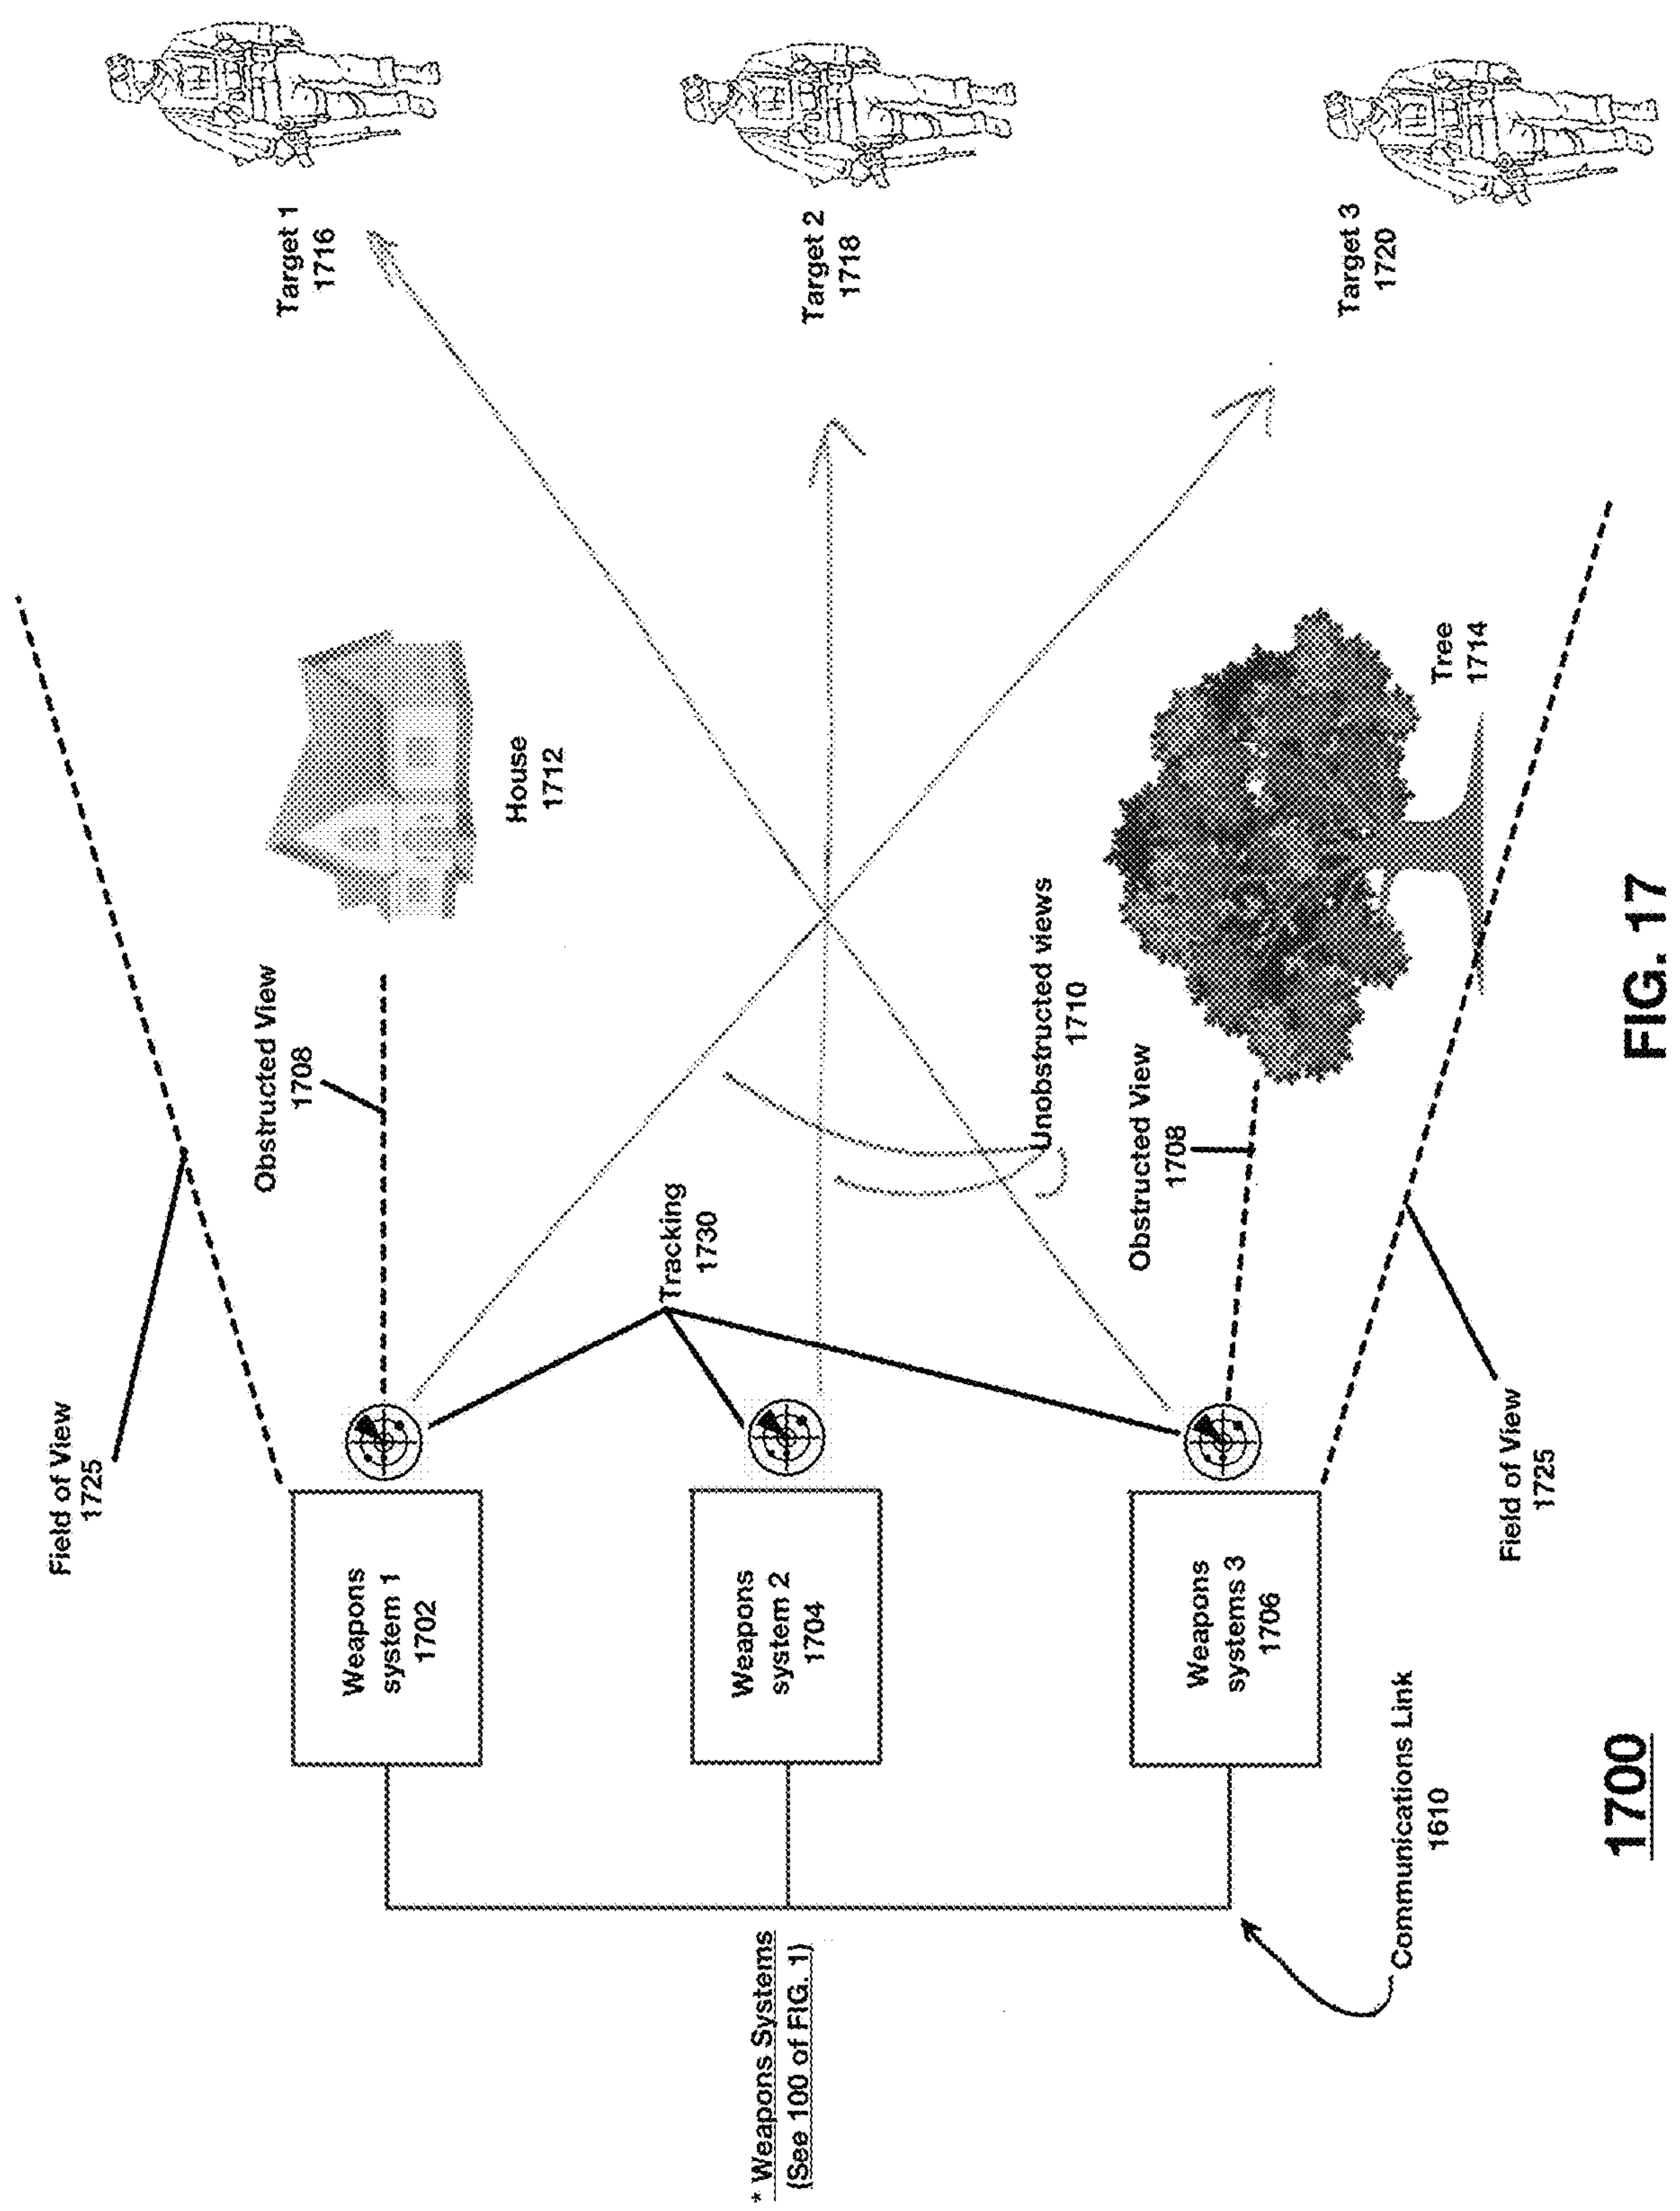 * Weapons Systems
(See 100 of FIG. 1)
Field of View
1725
Weapons
system 1
1702
Obstructed View
1708
House
1712
Target 1
1716
Weapons
system 2
1704
Tracking
1730
Target 2
1718
Unobstructed views
1710
Weapons
systems 3
1706
Obstructed View
1708
Tree
1714
Target 3
1720
Communications Link
1610
Field of View
1725
1700
FIG. 17